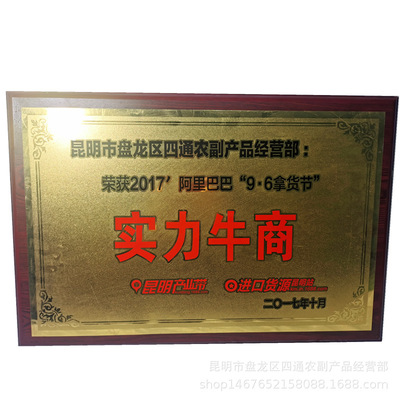 昆明市盘龙区四通农副产品经营部：
荣获2017’阿里巴巴“9·6拿货节”
实力牛商
昆明产业带 进口货源昆明站
二〇一七年十月
昆明市盘龙区四通农副产品经营部
shop1467652158088.1688.com